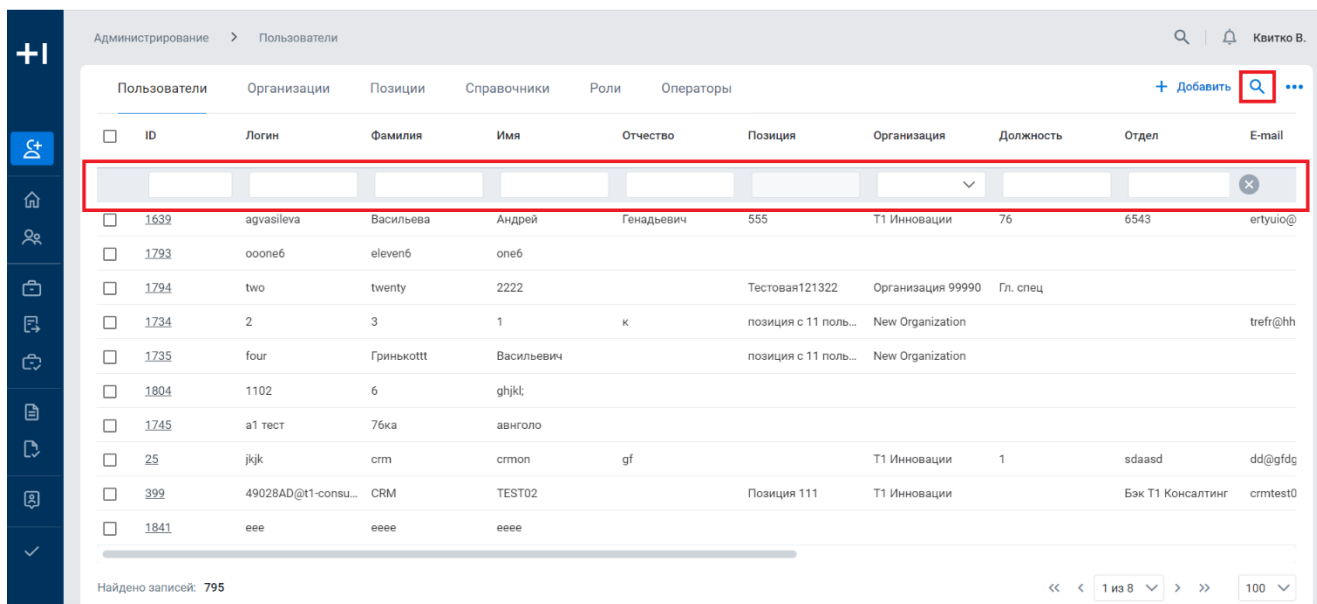 Администрирование > Пользователи Квитко В.
Пользователи Организации Позиции Справочники Роли Операторы + Добавить
ID Логин Фамилия Имя Отчество Позиция Организация Должность Отдел E-mail
1639 agvasileva Васильева Андрей Генадьевич 555 Т1 Инновации 76 6543 ertyuio@
1793 ooone6 eleven6 one6
1794 two twenty 2222 Тестовая121322 Организация 99990 Гл. спец
1734 2 3 1 к позиция с 11 поль... New Organization trefr@hh
1735 four Гринькоttt Васильевич позиция с 11 поль... New Organization
1804 1102 6 ghjkl;
1745 а1 тест 76ка авнголо
25 jkjk crm crmon gf Т1 Инновации 1 sdaasd dd@gfdg
399 49028AD@t1-consu... CRM TEST02 Позиция 111 Т1 Инновации Бэк Т1 Консалтинг crmtest0
1841 eee eeee eeee
Найдено записей: 795 << < 1 из 8 > >> 100